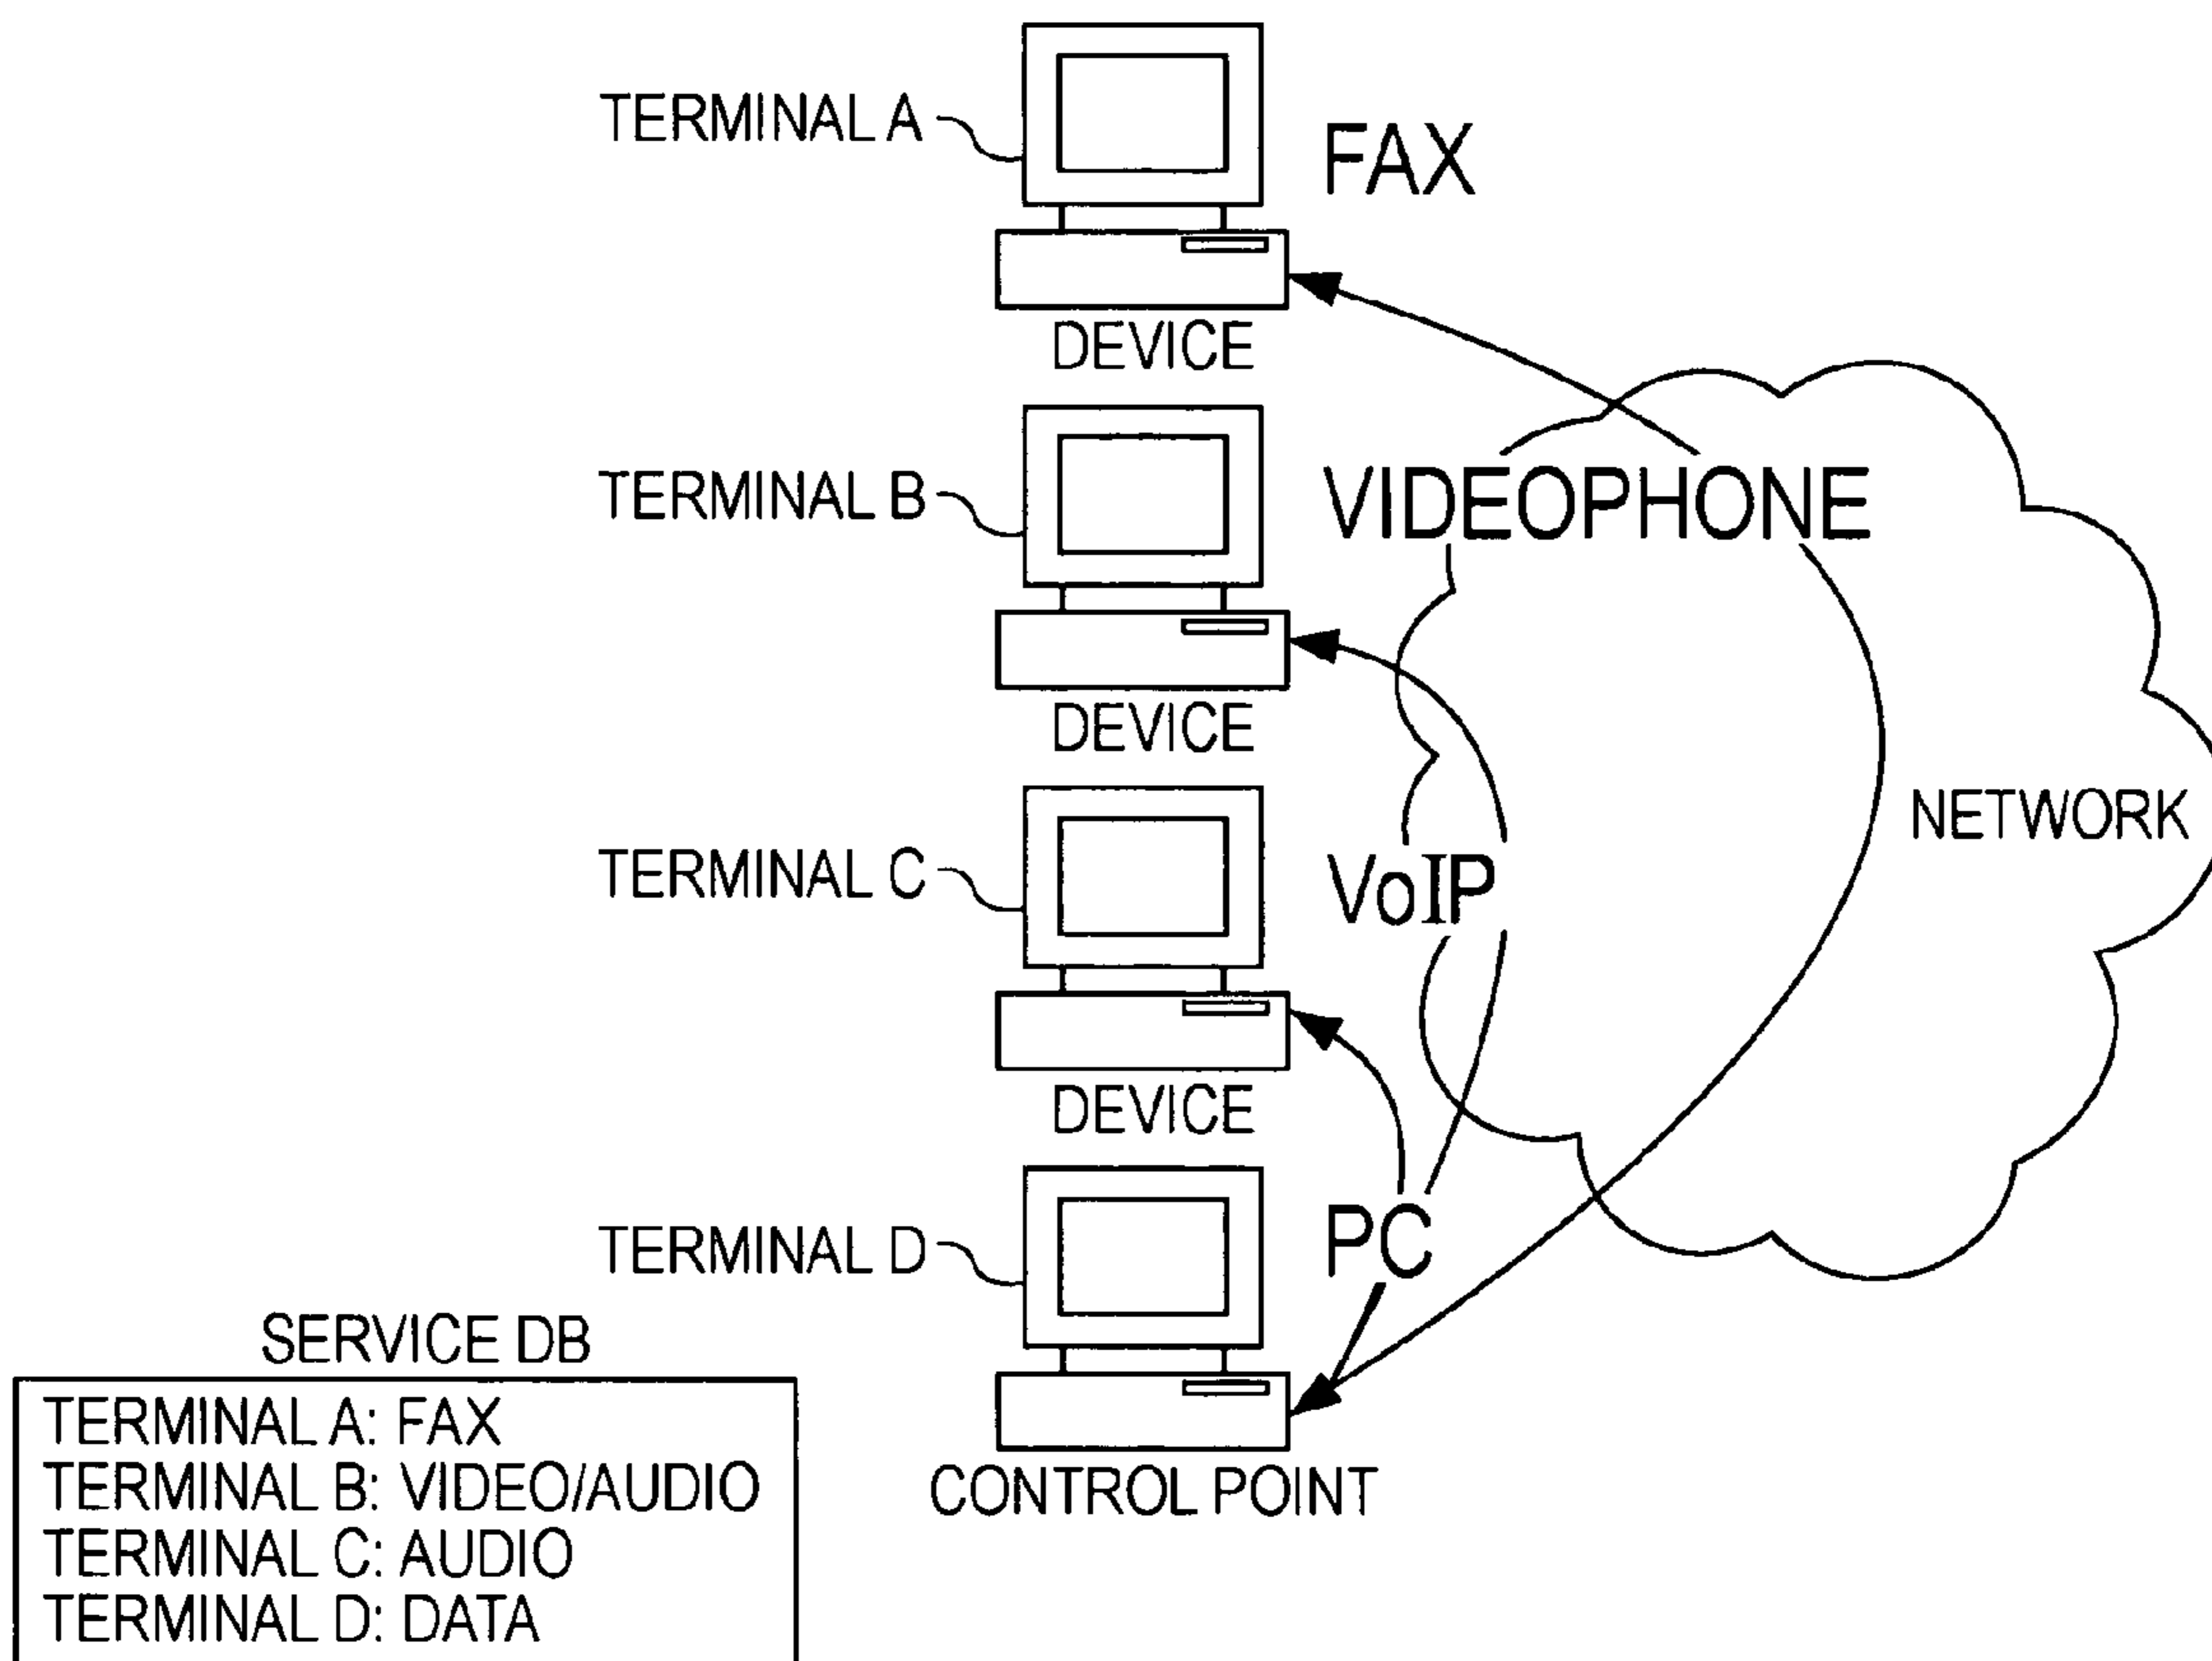 TERMINAL A
FAX
DEVICE
TERMINAL B
VIDEOPHONE
DEVICE
NETWORK
TERMINAL C
VoIP
DEVICE
TERMINAL D
PC
CONTROL POINT
SERVICE DB
TERMINAL A: FAX
TERMINAL B: VIDEO/AUDIO
TERMINAL C: AUDIO
TERMINAL D: DATA